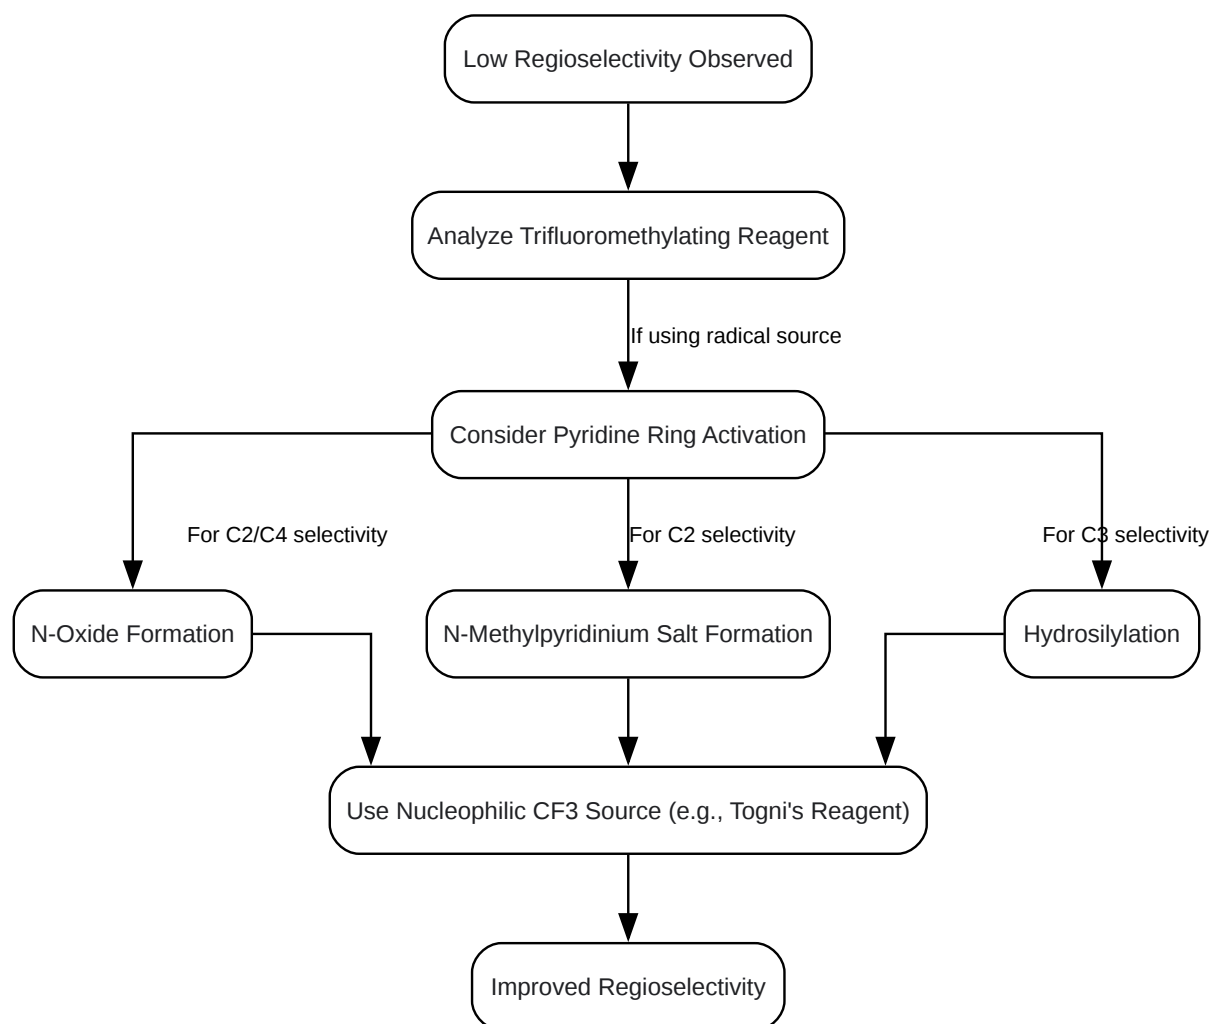 Low Regioselectivity Observed
Analyze Trifluoromethylating Reagent
If using radical source
Consider Pyridine Ring Activation
For C2/C4 selectivity
For C2 selectivity
For C3 selectivity
N-Oxide Formation
N-Methylpyridinium Salt Formation
Hydrosilylation
Use Nucleophilic CF3 Source (e.g., Togni's Reagent)
Improved Regioselectivity